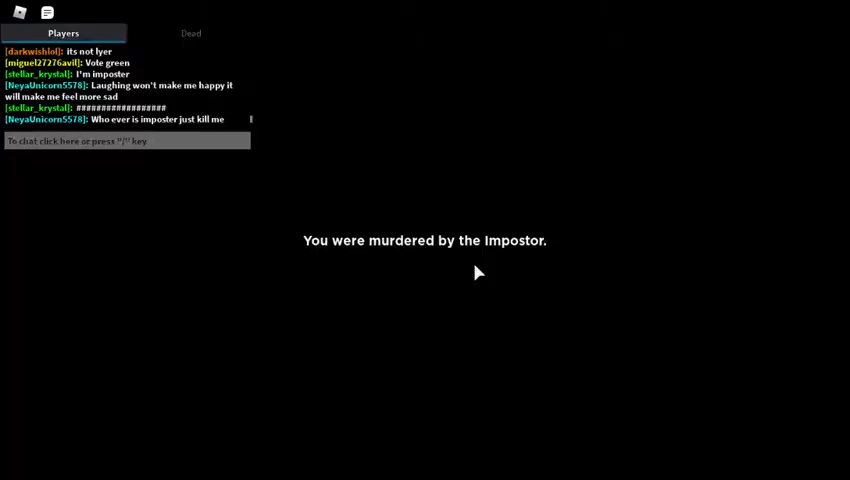 Players
Dead
[darkwishlol]: its not lyer
[miguel27276avil]: Vote green
[stellar_krystal]: I'm imposter
[NeyaUnicorn5578]: Laughing won't make me happy it
will make me feel more sad
[stellar_krystal]: ##################
[NeyaUnicorn5578]: Who ever is imposter just kill me
To chat click here or press "/" key
You were murdered by the Impostor.